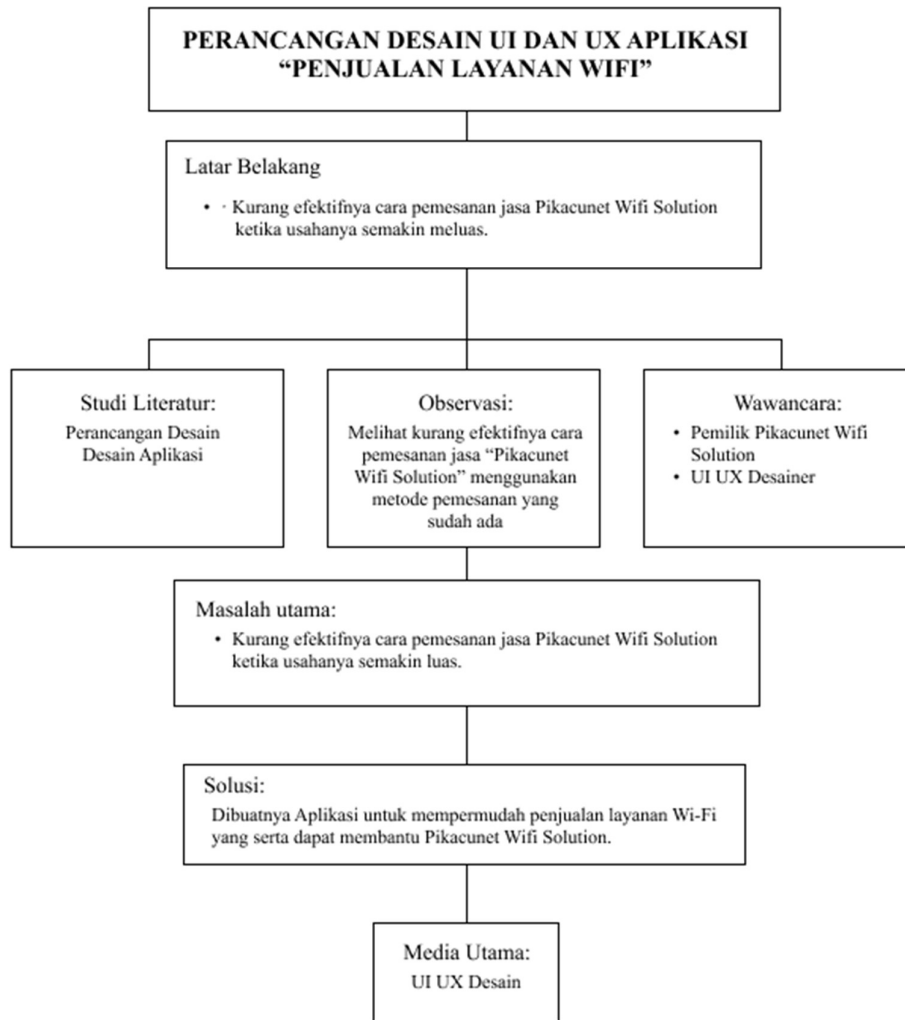 PERANCANGAN DESAIN UI DAN UX APLIKASI
“PENJUALAN LAYANAN WIFI”
Latar Belakang
• - Kurang efektifnya cara pemesanan jasa Pikacunet Wifi Solution
ketika usahanya semakin meluas.
Studi Literatur:
Perancangan Desain
Desain Aplikasi
Observasi:
Melihat kurang efektifnya cara
pemesanan jasa “Pikacunet
Wifi Solution” menggunakan
metode pemesanan yang
sudah ada
Wawancara:
• Pemilik Pikacunet Wifi
Solution
• UI UX Desainer
Masalah utama:
• Kurang efektifnya cara pemesanan jasa Pikacunet Wifi Solution
ketika usahanya semakin luas.
Solusi:
Dibuatnya Aplikasi untuk mempermudah penjualan layanan Wi-Fi
yang serta dapat membantu Pikacunet Wifi Solution.
Media Utama:
UI UX Desain